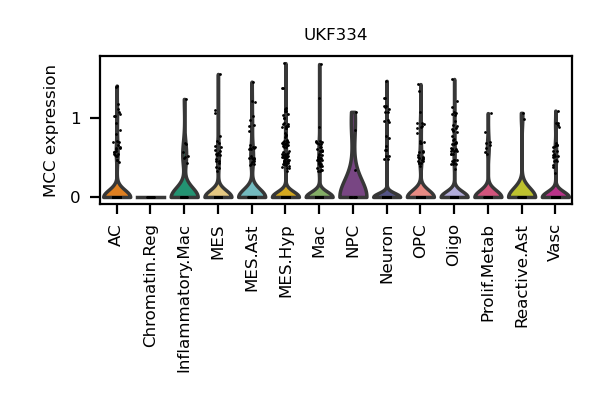 UKF334
MCC expression
1
0
AC
Chromatin.Reg
Inflammatory.Mac
MES
MES.Ast
MES.Hyp
Mac
NPC
Neuron
OPC
Oligo
Prolif.Metab
Reactive.Ast
Vasc